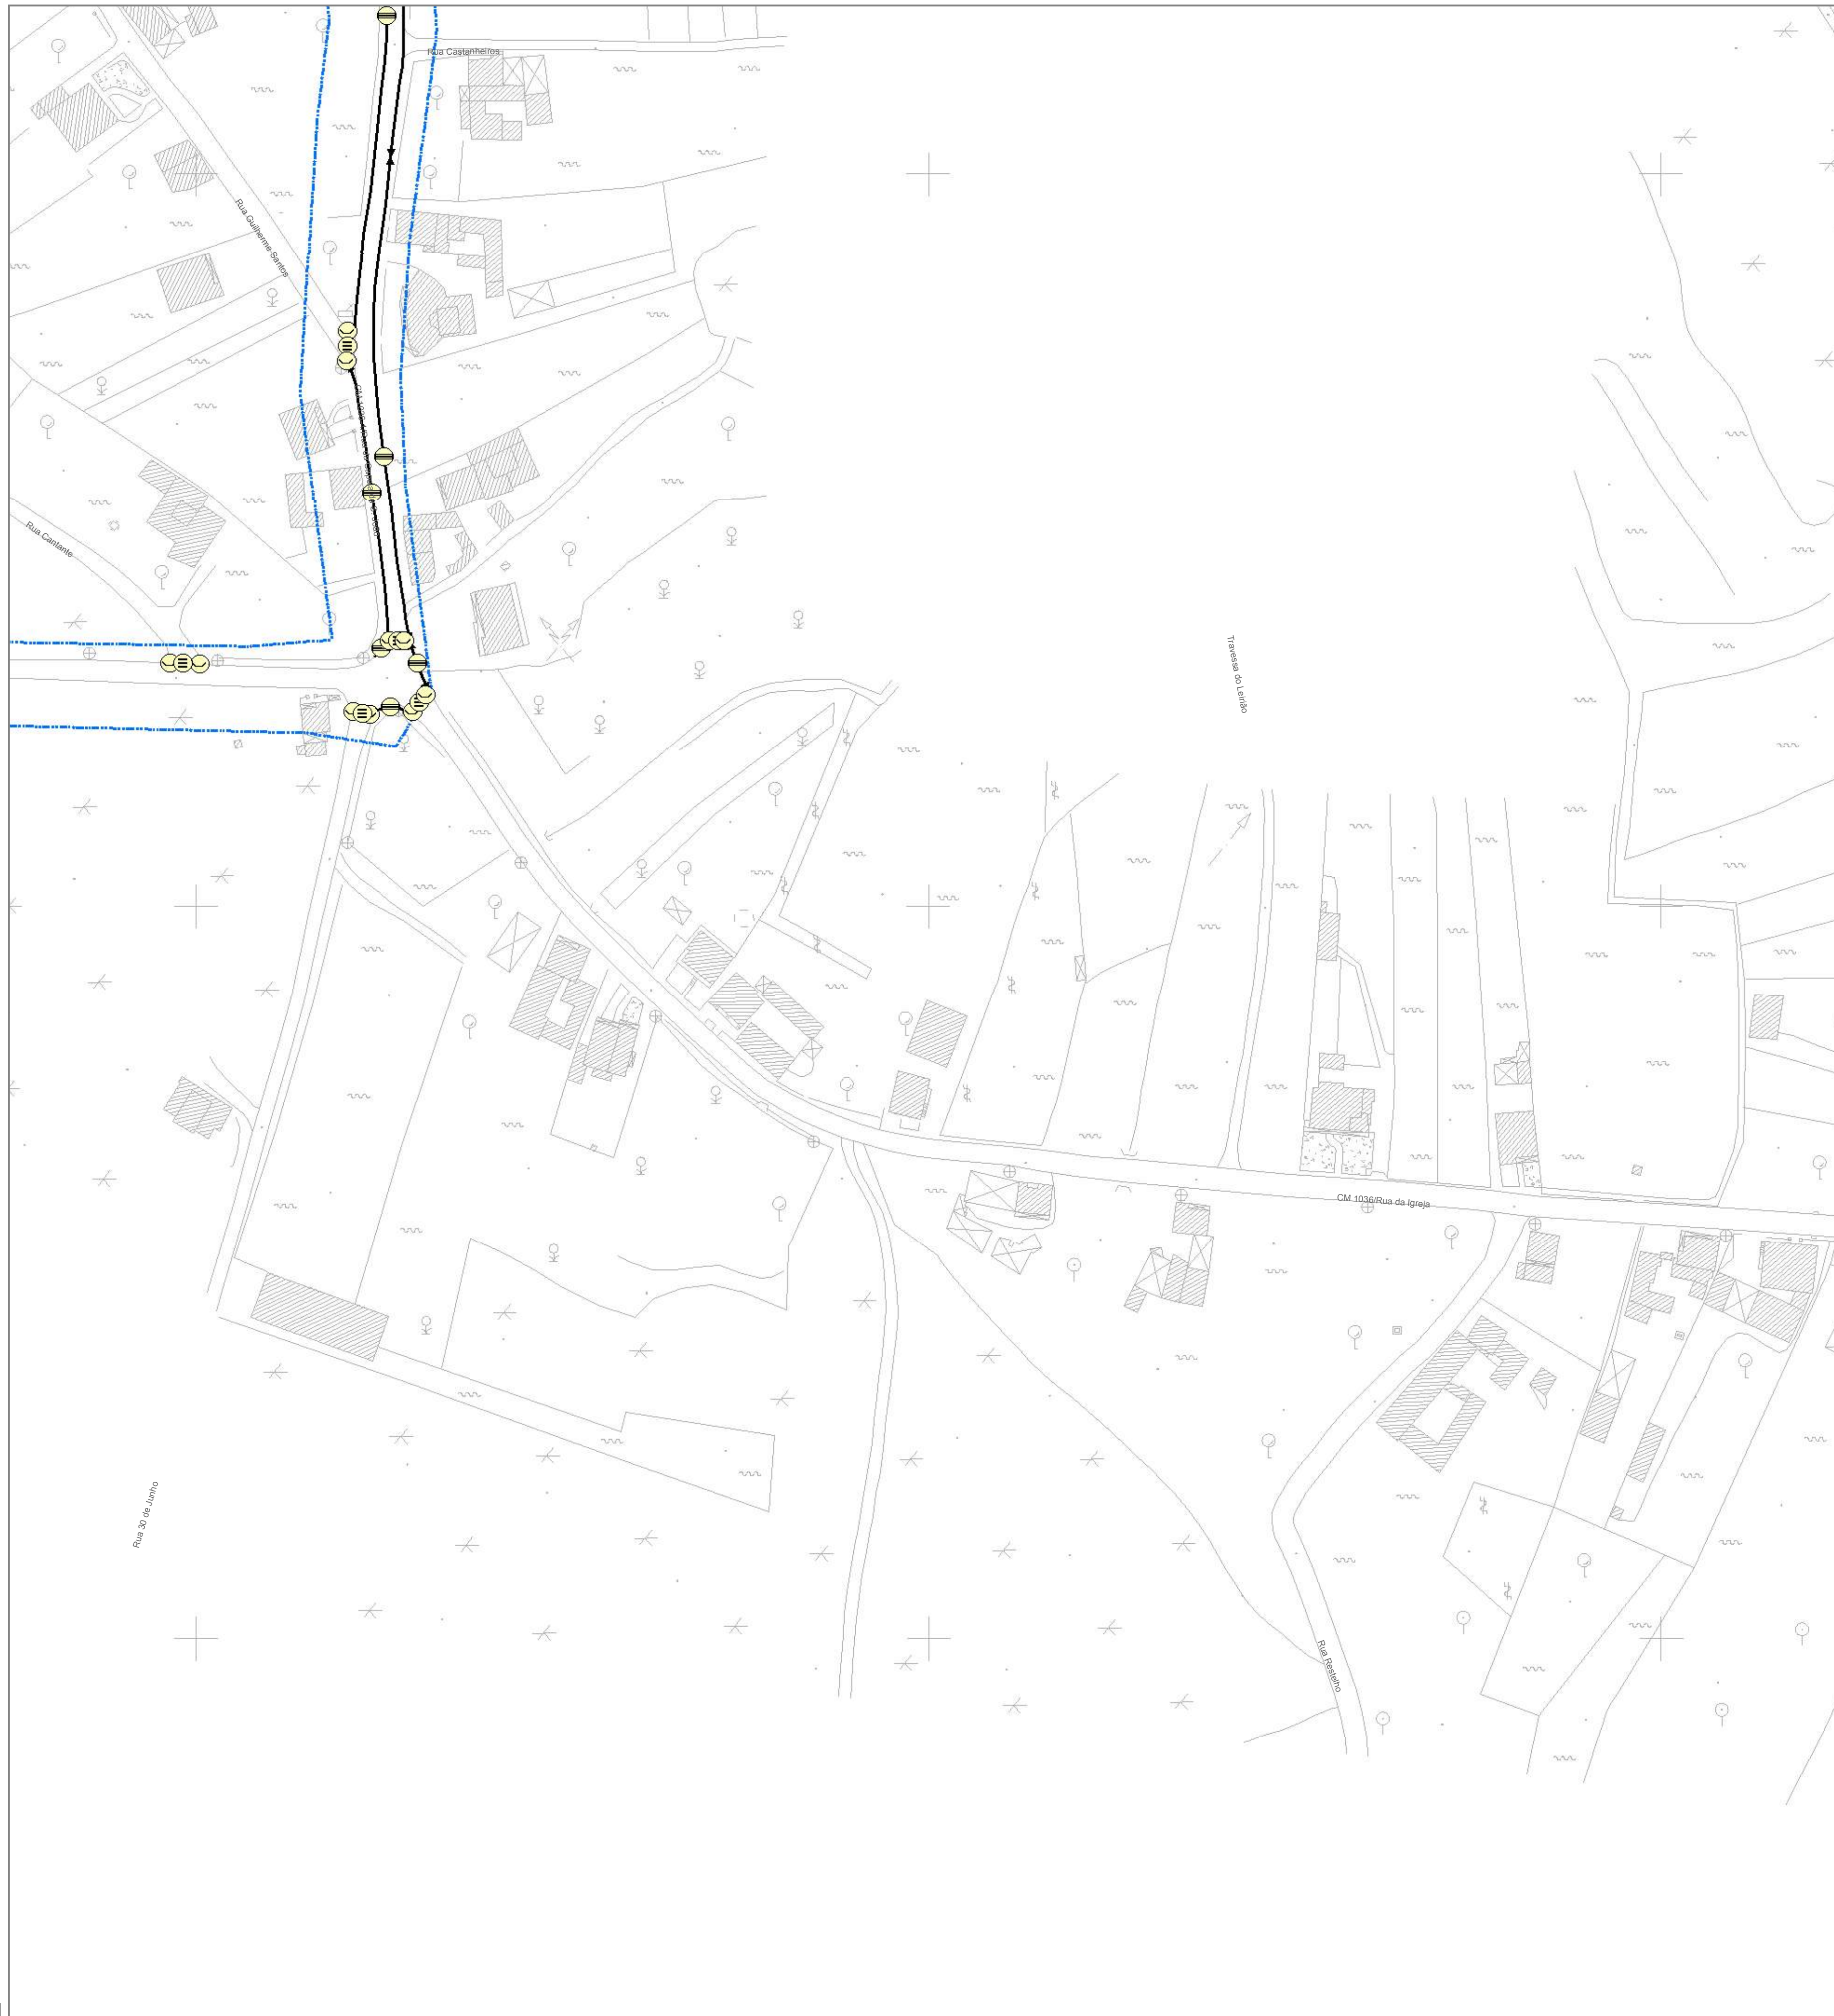 Rua Castanheiros
Rua Guilherme Santos
Rua Cantante
Travessa do Leirião
CM 1036/Rua da Igreja
Rua 30 de Junho
Rua Restelho